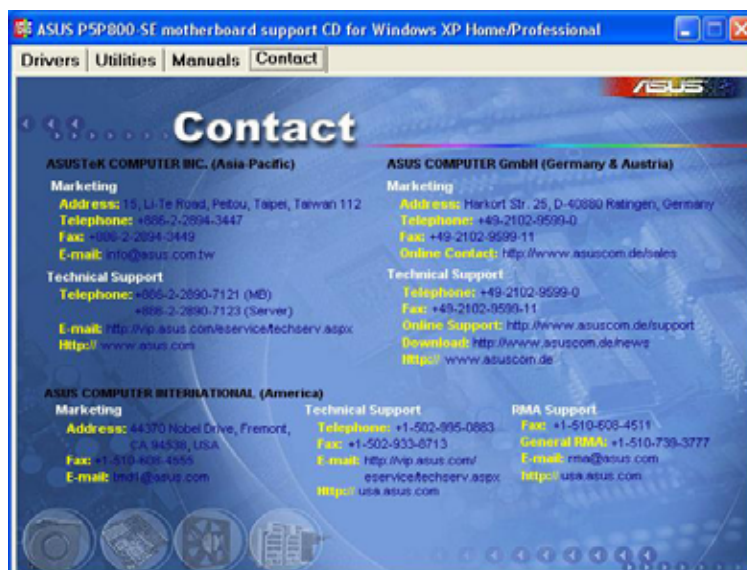 ASUS P5P800-SE motherboard support CD for Windows XP Home/Professional
Drivers Utilities Manuals Contact
ASUS
Contact
ASUSTeK COMPUTER INC. (Asia-Pacific)
Marketing
Address: 15, Li-Te Road, Peitou, Taipei, Taiwan 112
Telephone: +886-2-2894-3447
Fax: +886-2-2894-3449
E-mail: info@asus.com.tw
Technical Support
Telephone: +886-2-2890-7121 (MB)
+886-2-2890-7123 (Server)
E-mail: http://vip.asus.com/eservice/techserv.aspx
Http:// www.asus.com
ASUS COMPUTER GmbH (Germany & Austria)
Marketing
Address: Harkort Str. 25, D-40880 Ratingen, Germany
Telephone: +49-2102-9599-0
Fax: +49-2102-9599-11
Online Contact: http://www.asuscom.de/sales
Technical Support
Telephone: +49-2102-9599-0
Fax: +49-2102-9599-11
Online Support: http://www.asuscom.de/support
Download: http://www.asuscom.de/news
Http:// www.asuscom.de
ASUS COMPUTER INTERNATIONAL (America)
Marketing
Address: 44370 Nobel Drive, Fremont,
CA 94538, USA
Fax: +1-510-608-4555
E-mail: tmd1@asus.com
Technical Support
Telephone: +1-502-995-0883
Fax: +1-502-933-8713
E-mail: http://vip.asus.com/
eservice/techserv.aspx
Http:// usa.asus.com
RMA Support
Fax: +1-510-608-4511
General RMA: +1-510-739-3777
E-mail: rma@asus.com
http:// usa.asus.com